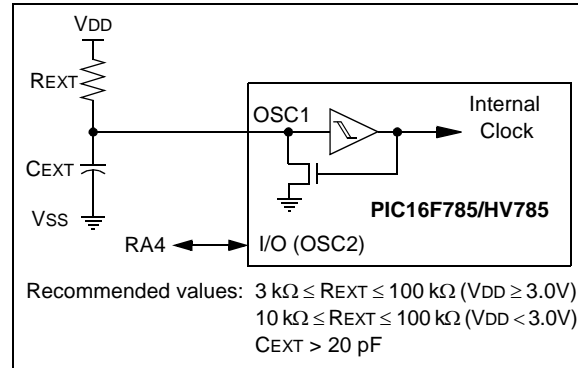 VDD
REXT
OSC1
Internal
Clock
CEXT
PIC16F785/HV785
VSS
RA4
I/O (OSC2)
Recommended values: 3 kΩ ≤ REXT ≤ 100 kΩ (VDD ≥ 3.0V)
10 kΩ ≤ REXT ≤ 100 kΩ (VDD < 3.0V)
CEXT > 20 pF